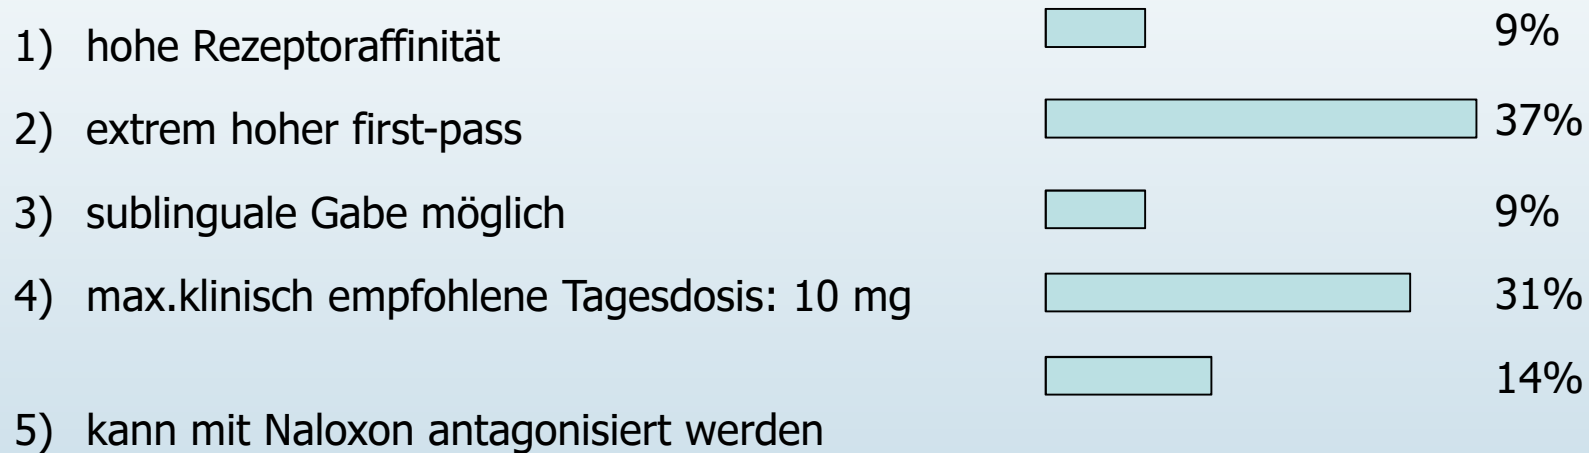 1) hohe Rezeptoraffinität 9%
2) extrem hoher first-pass 37%
3) sublinguale Gabe möglich 9%
4) max.klinisch empfohlene Tagesdosis: 10 mg 31%
14%
5) kann mit Naloxon antagonisiert werden